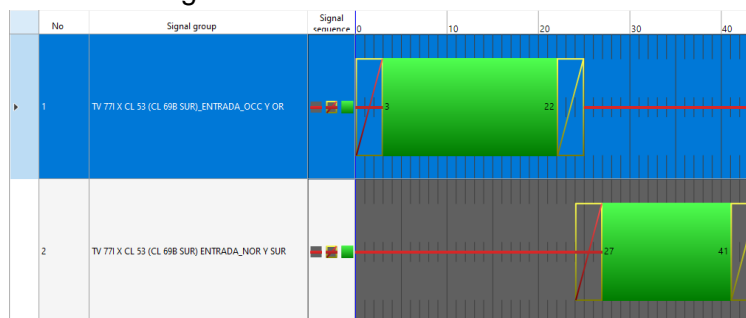 No Signal group Signal sequence 0 10 20 30 40
1 TV 77I X CL 53 (CL 69B SUR)_ENTRADA_OCC Y OR 3 22
2 TV 77I X CL 53 (CL 69B SUR) ENTRADA_NOR Y SUR 27 41